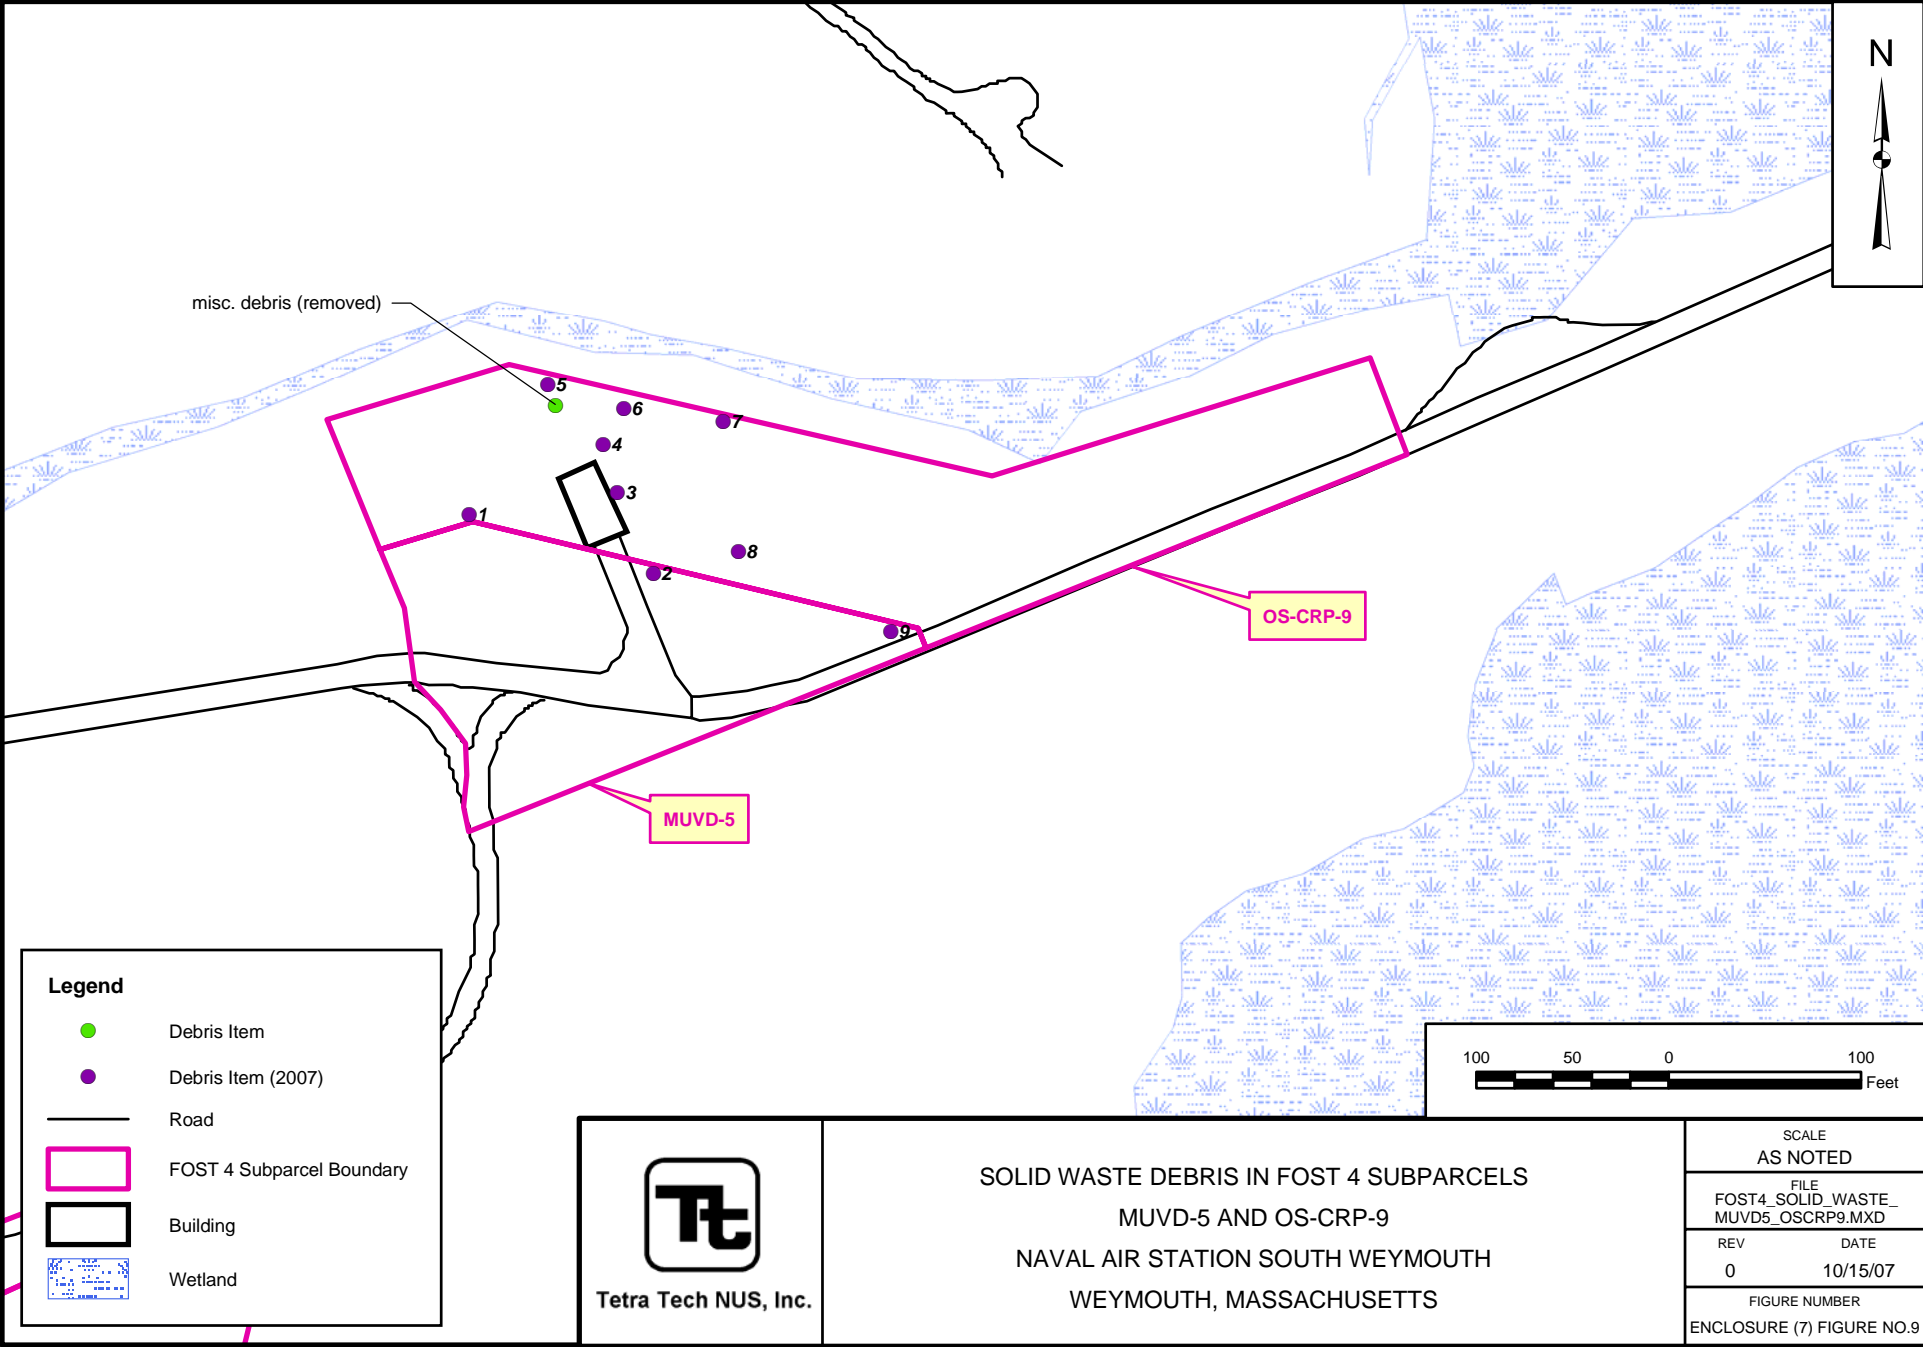 N
misc. debris (removed)
5
6
7
4
3
1
8
2
9
OS-CRP-9
MUVD-5
Legend
Debris Item
Debris Item (2007)
Road
FOST 4 Subparcel Boundary
Building
Wetland
100 50 0 100
Feet
Tt
Tetra Tech NUS, Inc.
SOLID WASTE DEBRIS IN FOST 4 SUBPARCELS
MUVD-5 AND OS-CRP-9
NAVAL AIR STATION SOUTH WEYMOUTH
WEYMOUTH, MASSACHUSETTS
SCALE
AS NOTED
FILE
FOST4_SOLID_WASTE_
MUVD5_OSCRP9.MXD
REV DATE
0 10/15/07
FIGURE NUMBER
ENCLOSURE (7) FIGURE NO.9